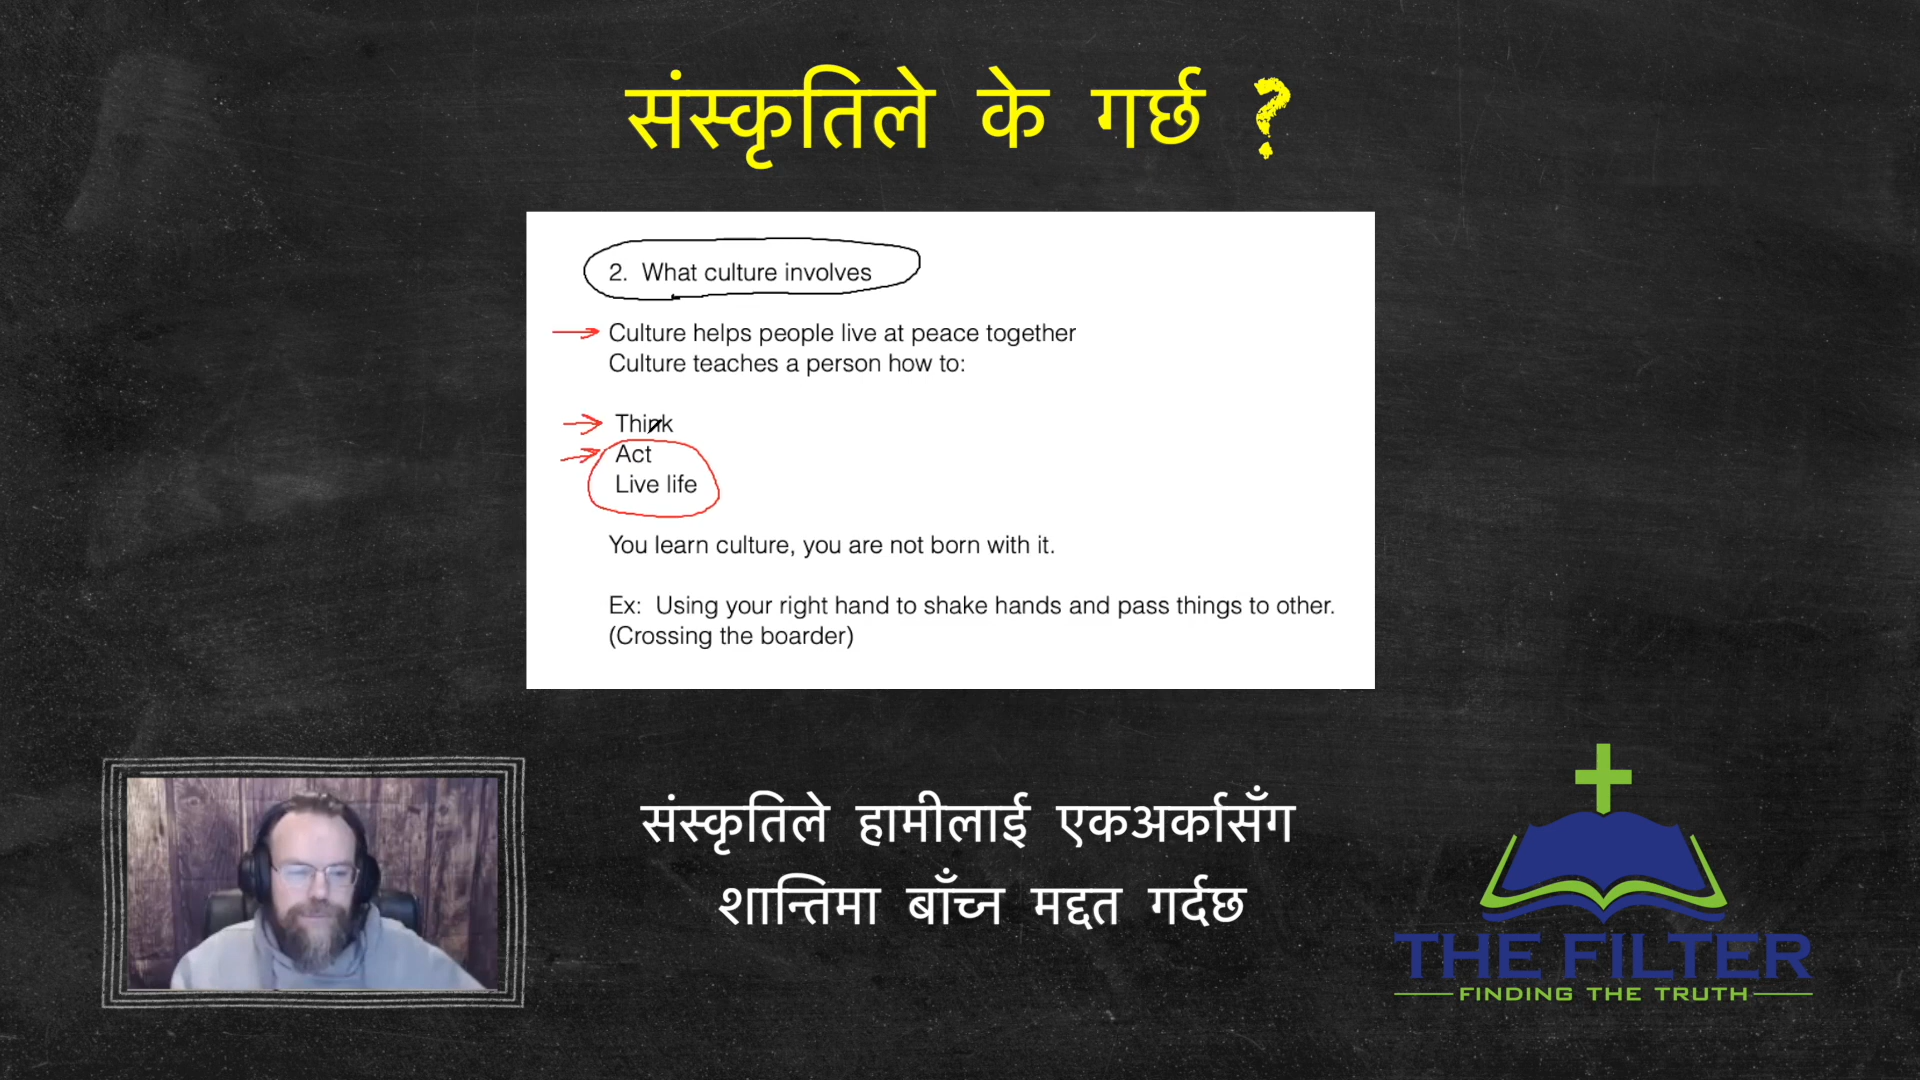 संस्कृतिले के गर्छ ?
2. What culture involves
Culture helps people live at peace together
Culture teaches a person how to:
Think
Act
Live life
You learn culture, you are not born with it.
Ex: Using your right hand to shake hands and pass things to other.
(Crossing the boarder)
संस्कृतिले हामीलाई एकअर्कासँग
शान्तिमा बाँच्न मद्दत गर्दछ
THE FILTER
FINDING THE TRUTH